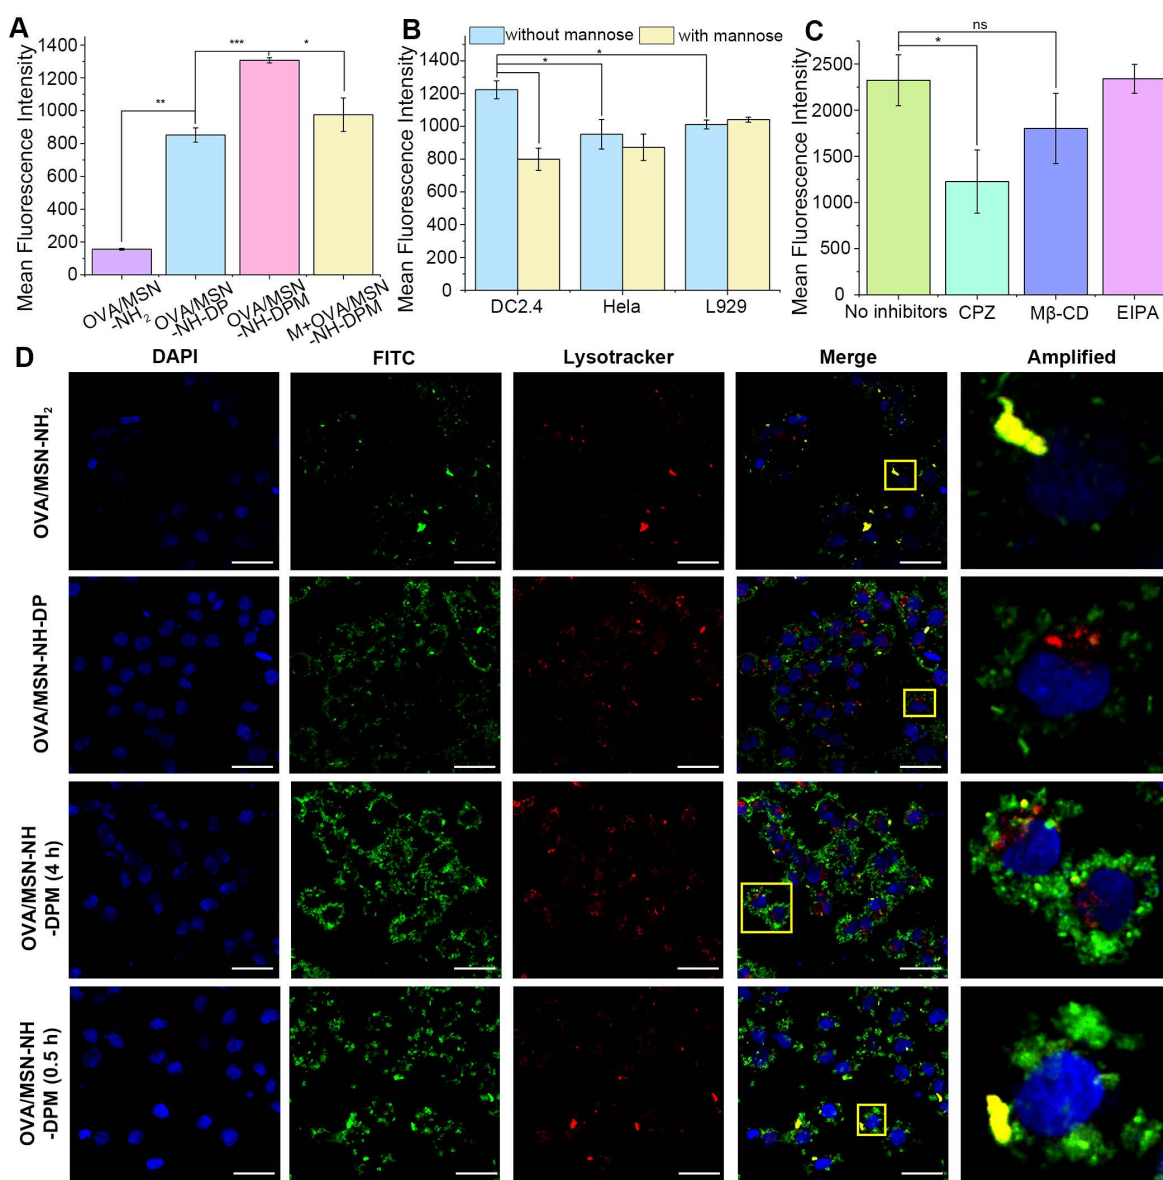 A
Mean Fluorescence Intensity
1400
1200
1000
800
600
400
200
0
**
***
*
OVA/MSN
-NH2
OVA/MSN
-NH-DP
OVA/MSN
-NH-DPM
M+OVA/MSN
-NH-DPM
B
without mannose
with mannose
Mean Fluorescence Intensity
1400
1200
1000
800
600
400
200
0
*
*
DC2.4
Hela
L929
C
Mean Fluorescence Intensity
2500
2000
1500
1000
500
0
ns
*
No inhibitors
CPZ
Mβ-CD
EIPA
D
DAPI
FITC
Lysotracker
Merge
Amplified
OVA/MSN-NH2
OVA/MSN-NH-DP
OVA/MSN-NH
-DPM (4 h)
OVA/MSN-NH
-DPM (0.5 h)